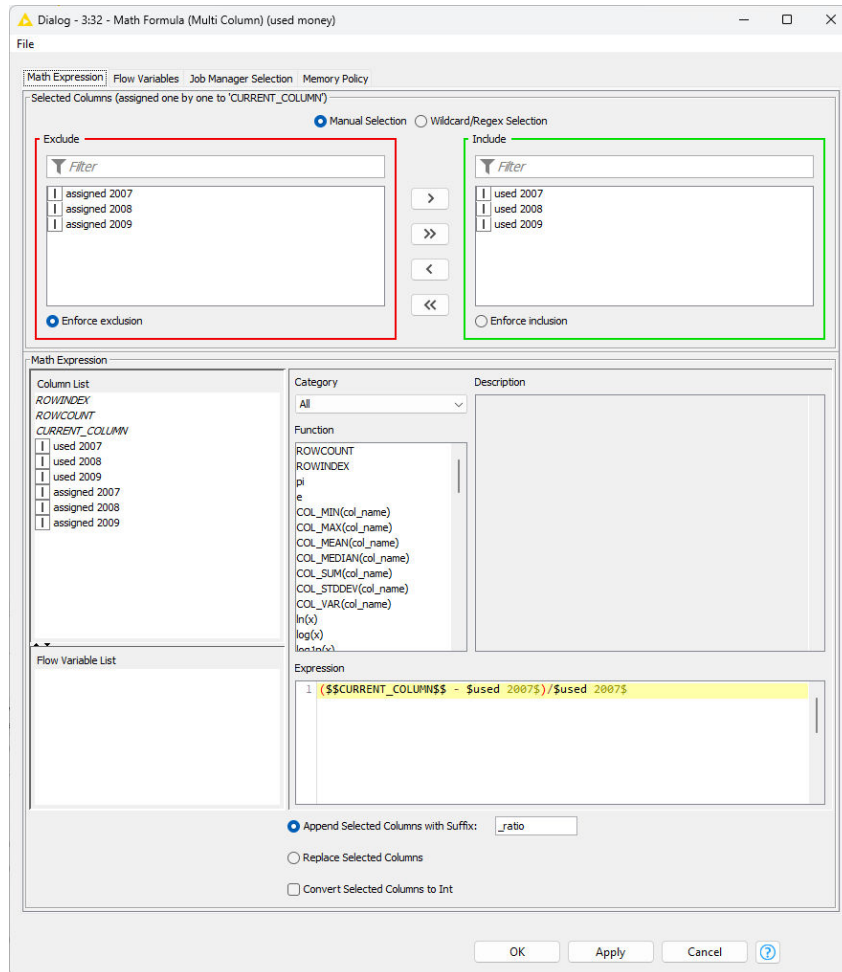 Dialog - 3:32 - Math Formula (Multi Column) (used money)
File
Math Expression Flow Variables Job Manager Selection Memory Policy
Selected Columns (assigned one by one to 'CURRENT_COLUMN')
Manual Selection Wildcard/Regex Selection
Exclude
Filter
I assigned 2007
I assigned 2008
I assigned 2009
Enforce exclusion
>
>>
<
<<
Include
Filter
I used 2007
I used 2008
I used 2009
Enforce inclusion
Math Expression
Column List
ROWINDEX
ROWCOUNT
CURRENT_COLUMN
I used 2007
I used 2008
I used 2009
I assigned 2007
I assigned 2008
I assigned 2009
Flow Variable List
Category
All
Function
ROWCOUNT
ROWINDEX
pi
e
COL_MIN(col_name)
COL_MAX(col_name)
COL_MEAN(col_name)
COL_MEDIAN(col_name)
COL_SUM(col_name)
COL_STDDEV(col_name)
COL_VAR(col_name)
ln(x)
log(x)
log1p(x)
Description
Expression
1 ($$CURRENT_COLUMN$$ - $used 2007$)/$used 2007$
Append Selected Columns with Suffix: _ratio
Replace Selected Columns
Convert Selected Columns to Int
OK Apply Cancel ?